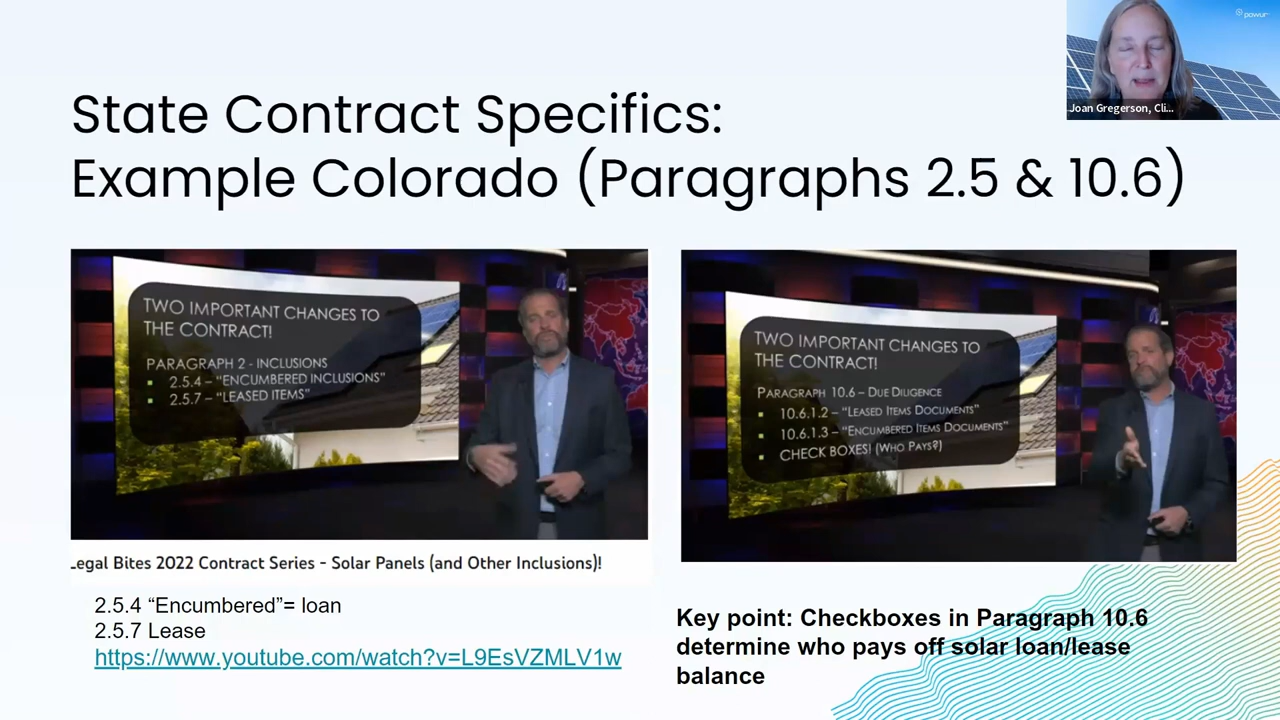 powur
Joan Gregerson, Cli...
State Contract Specifics:
Example Colorado (Paragraphs 2.5 & 10.6)
TWO IMPORTANT CHANGES TO
THE CONTRACT!
PARAGRAPH 2 - INCLUSIONS
▪ 2.5.4 – “ENCUMBERED INCLUSIONS”
▪ 2.5.7 – “LEASED ITEMS”
TWO IMPORTANT CHANGES TO
THE CONTRACT!
PARAGRAPH 10.6 – DUE DILIGENCE
▪ 10.6.1.2 – “LEASED ITEMS DOCUMENTS”
▪ 10.6.1.3 – “ENCUMBERED ITEMS DOCUMENTS”
▪ CHECK BOXES! (WHO PAYS?)
Legal Bites 2022 Contract Series - Solar Panels (and Other Inclusions)!
2.5.4 “Encumbered”= loan
2.5.7 Lease
https://www.youtube.com/watch?v=L9EsVZMLV1w
Key point: Checkboxes in Paragraph 10.6
determine who pays off solar loan/lease
balance